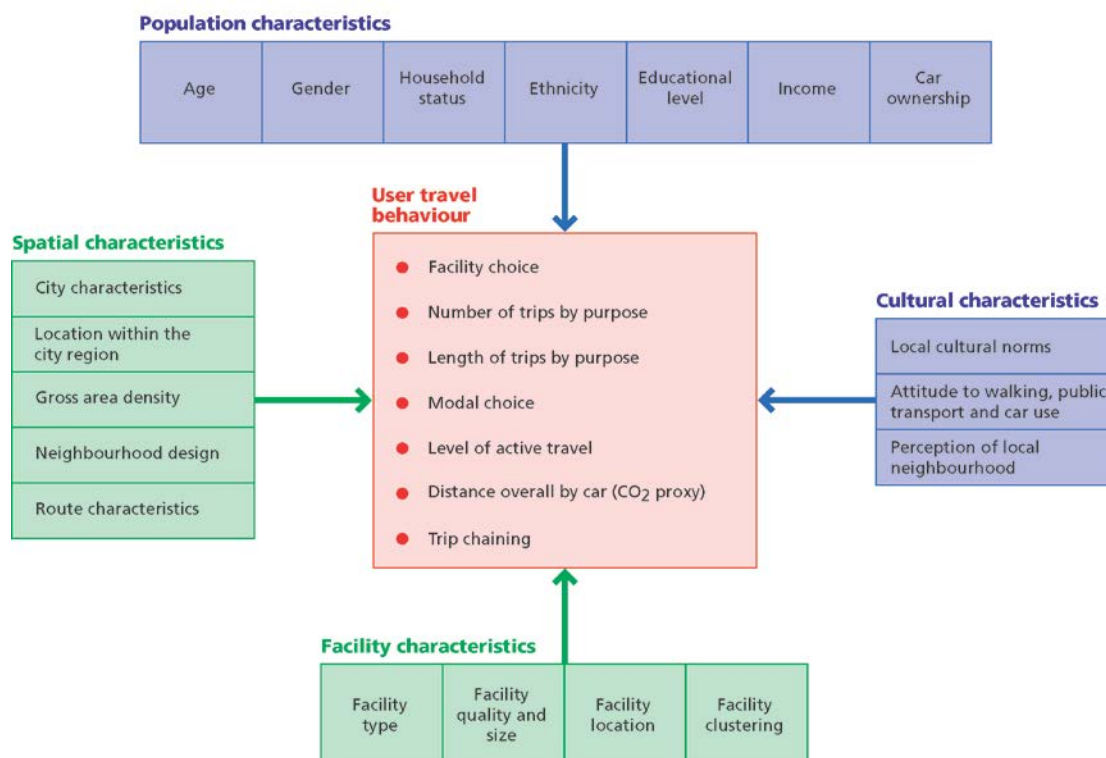 Population characteristics
Age
Gender
Household
status
Ethnicity
Educational
level
Income
Car
ownership
User travel
behaviour
Spatial characteristics
City characteristics
Location within the
city region
Gross area density
Neighbourhood design
Route characteristics
Facility choice
Number of trips by purpose
Length of trips by purpose
Modal choice
Level of active travel
Distance overall by car (CO₂ proxy)
Trip chaining
Cultural characteristics
Local cultural norms
Attitude to walking, public
transport and car use
Perception of local
neighbourhood
Facility characteristics
Facility
type
Facility
quality and
size
Facility
location
Facility
clustering